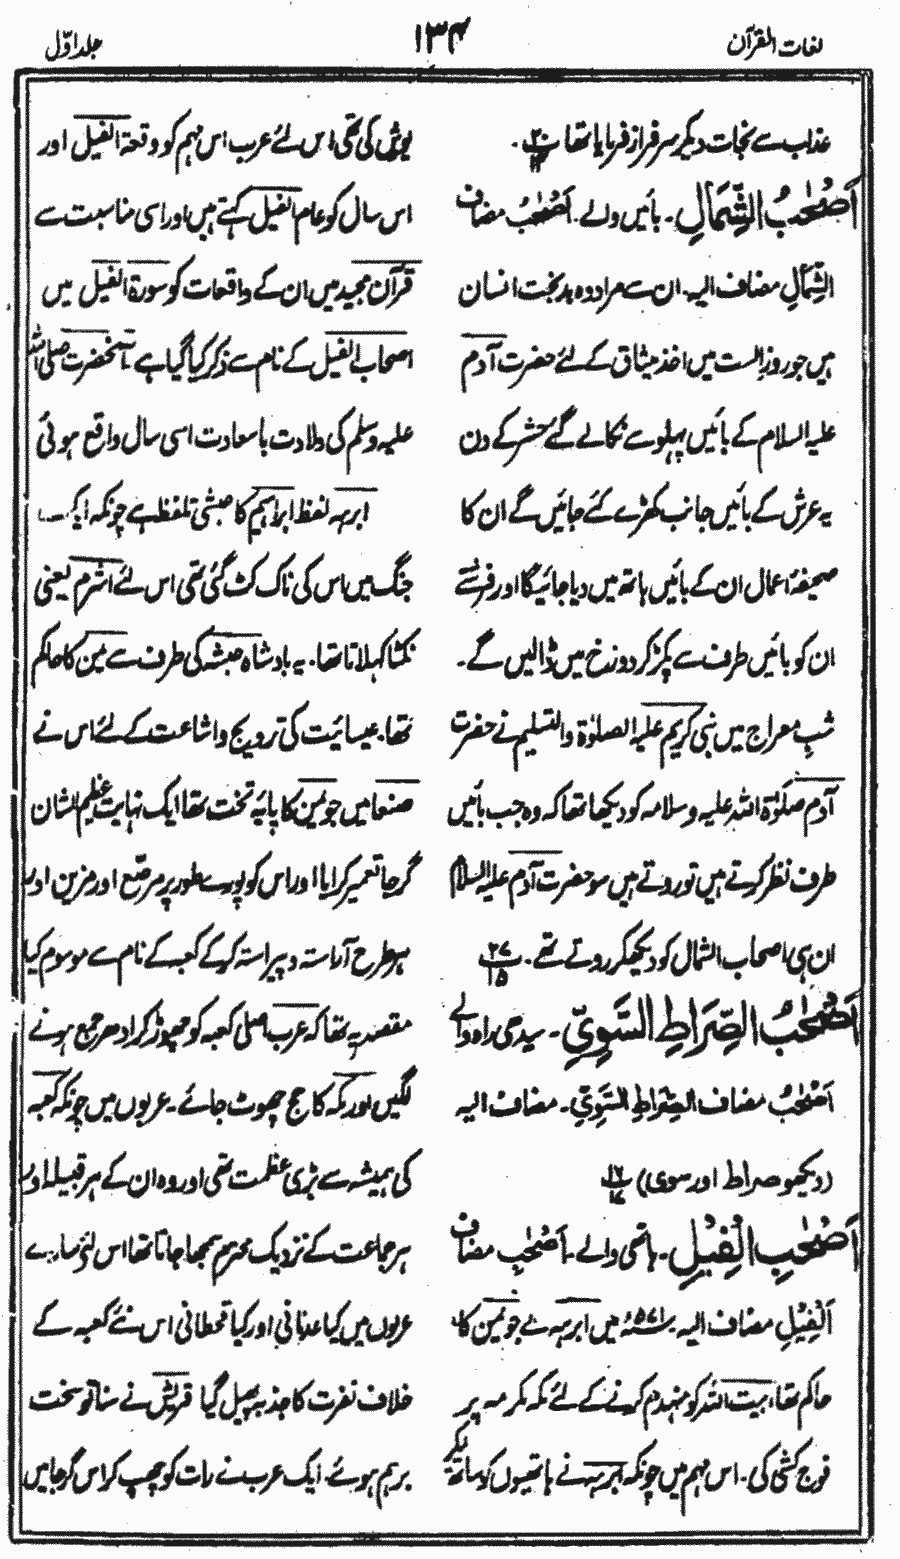 لغات القرآن
۱۳۴
جلد اوّل
عذاب سے نجات دیکر سرفراز فرمایا تھا
اَصْحٰبُ الشِّمَالِ۔ بائیں والے۔ اَصْحٰبُ مضاف
الشِّمَالِ مضاف الیہ۔ ان سے مراد وہ بدبخت انسان
ہیں جو روزِ الست میں اخذ میثاق کے لئے حضرت آدم
علیہ السلام کے بائیں پہلو سے نکالے گئے حشر کے دن
یہ عرش کے بائیں جانب کھڑے کئے جائیں گے ان کا
صحیفۂ اعمال ان کے بائیں ہاتھ میں دیا جائیگا اور فرشتے
ان کو بائیں طرف سے پکڑ کر دوزخ میں ڈالیں گے۔
شبِ معراج میں نبی کریم علیہ الصلوٰۃ والتسلیم نے حضرت
آدم صلوٰۃ اللہ علیہ وسلامہ کو دیکھا تھا کہ وہ جب بائیں
طرف نظر کرتے ہیں تو روتے ہیں سو حضرت آدم علیہ السلام
ان ہی اصحاب الشمال کو دیکھ کر روتے تھے۔ ۲۷ ۱۵
اَصْحٰبُ الصِّرَاطِ السَّوِیِّ۔ سیدھی راہ والے
اَصْحٰبُ مضاف الصِّرَاطِ السَّوِیِّ۔ مضاف الیہ
(دیکھو صراط اور سوی) ۱۶ ۱۷
اَصْحٰبِ الْفِیْلِ۔ ہاتھی والے۔ اَصْحٰبِ مضاف
اَلْفِیْلِ مضاف الیہ۔ ۵۷۱ء میں ابرہہ نے جو یمن کا
حاکم تھا، بیت اللہ کو منہدم کرنے کے لئے مکہ مکرمہ پر
فوج کشی کی۔ اس مہم میں چونکہ ابرہہ نے ہاتھیوں کو ساتھ لیکر
یورش کی تھی اس لئے عرب اس مہم کو وقعۃ الفیل اور
اس سال کو عام الفیل کہتے ہیں اور اسی مناسبت سے
قرآن مجید میں ان کے واقعات کو سورۃ الفیل میں
اصحاب الفیل کے نام سے ذکر کیا گیا ہے۔ آنحضرت صلی اللہ
علیہ وسلم کی ولادت باسعادت اسی سال واقع ہوئی
ابرہہ لفظ ابراہیم کا حبشی تلفظ ہے چونکہ ایک
جنگ میں اس کی ناک کٹ گئی تھی اس لئے اشرم یعنی
نکٹا کہلاتا تھا۔ یہ بادشاہ حبشہ کی طرف سے یمن کا حاکم
تھا۔ عیسائیت کی ترویج و اشاعت کے لئے اس نے
صنعا میں جو یمن کا پایۂ تخت تھا ایک نہایت عظیم الشان
گرجا تعمیر کرایا اور اس کو پورے طور پر مرصّع اور مزین اور
ہر طرح آراستہ و پیراستہ کر کے کعبہ کے نام سے موسوم کیا
مقصد یہ تھا کہ عرب اصلی کعبہ کو چھوڑ کر ادھر جمع ہونے
لگیں اور مکہ کا حج چھوٹ جائے۔ عربوں میں چونکہ کعبہ
کی ہمیشہ سے بڑی عظمت تھی اور وہ ان کے ہر قبیلہ اور
ہر جماعت کے نزدیک محترم سمجھا جاتا تھا اس لئے سارے
عربوں میں کیا عدنانی اور کیا قحطانی اس نئے کعبہ کے
خلاف نفرت کا جذبہ پھیل گیا قریش نے سنا تو سخت
برہم ہوئے۔ ایک عرب نے رات کو چھپ کر اس گرجا میں